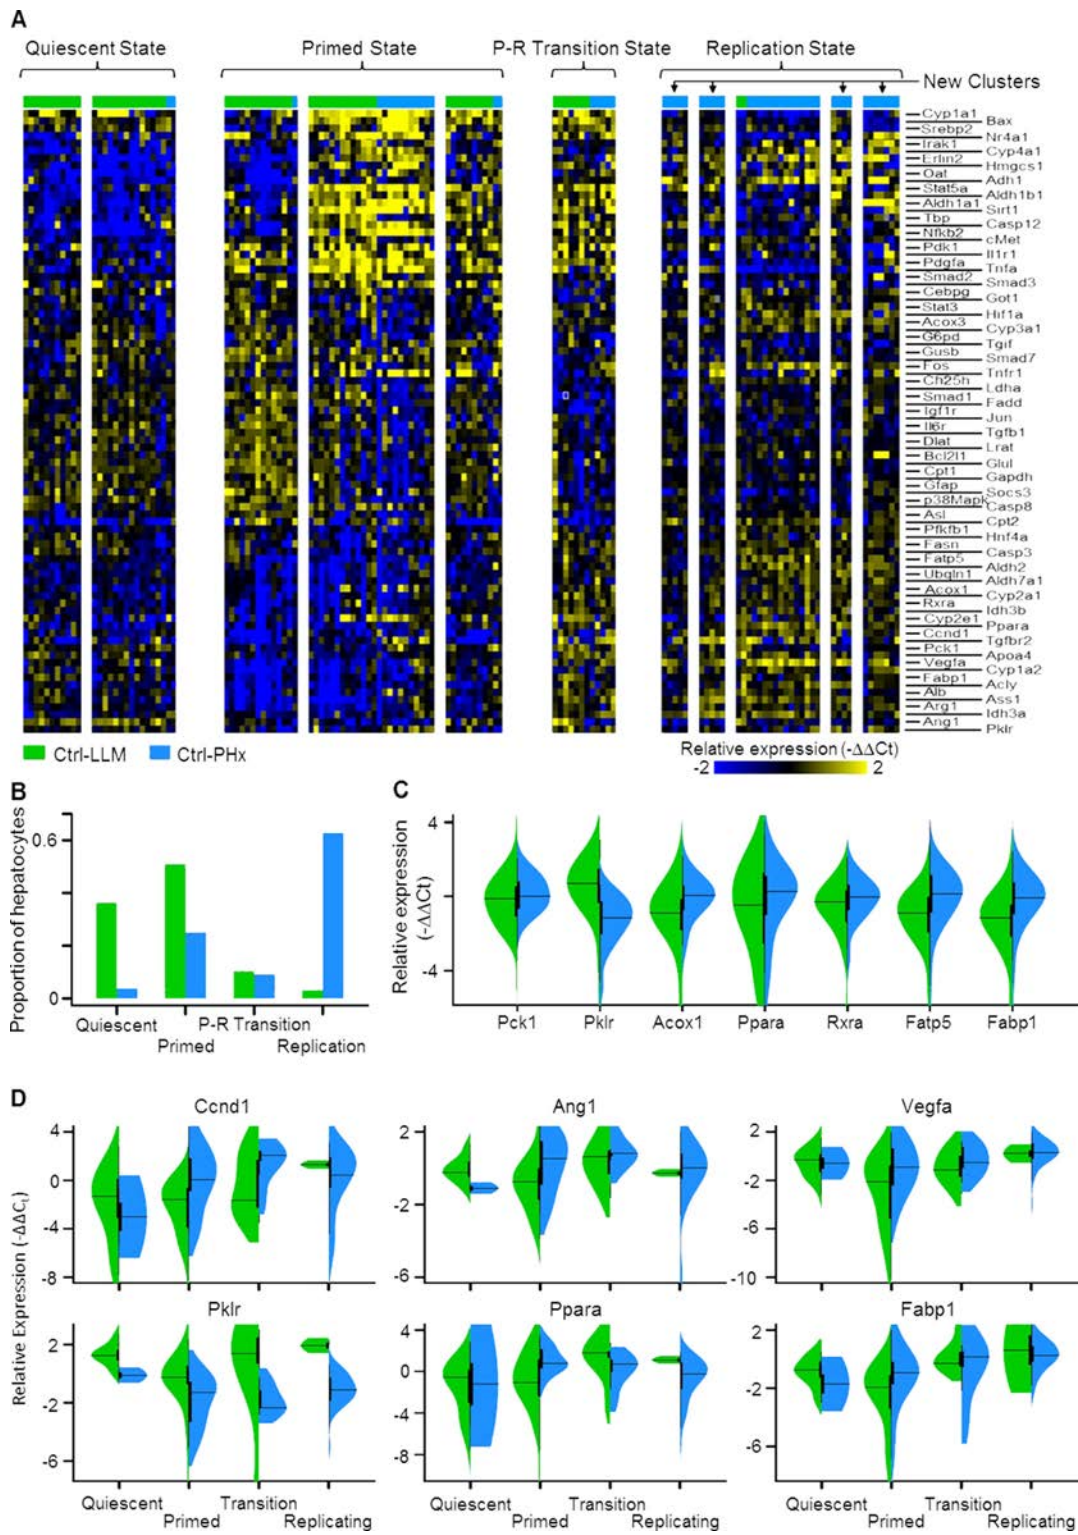 A
Quiescent State Primed State P-R Transition State Replication State
New Clusters
Cyp1a1
Bax
Srebp2
Nr4a1
Irak1
Cyp4a1
Erlin2
Hmgcs1
Oat
Adh1
Stat5a
Aldh1b1
Aldh1a1
Sirt1
Tbp
Casp12
Nfkb2
cMet
Pdk1
Il1r1
Pdgfa
Tnfa
Smad2
Smad3
Cebpg
Got1
Stat3
Hif1a
Acox3
Cyp3a1
G6pd
Tgif
Gusb
Smad7
Fos
Tnfr1
Ch25h
Ldha
Smad1
Fadd
Igf1r
Jun
Il6r
Tgfb1
Dlat
Lrat
Bcl2l1
Glul
Cpt1
Gapdh
Gfap
Socs3
p38Mapk
Casp8
Asl
Cpt2
Pfkfb1
Hnf4a
Fasn
Casp3
Fatp5
Aldh2
Ubqln1
Aldh7a1
Acox1
Cyp2a1
Rxra
Idh3b
Cyp2e1
Ppara
Ccnd1
Tgfbr2
Pck1
Apoa4
Vegfa
Cyp1a2
Fabp1
Acly
Alb
Ass1
Arg1
Idh3a
Ang1
Pklr
Ctrl-LLM Ctrl-PHx
Relative expression (-ΔΔCt)
-2 2
B
Proportion of hepatocytes
0.6
0
Quiescent P-R Transition
Primed Replication
C
Relative expression
(-ΔΔCt)
4
-4
Pck1 Pklr Acox1 Ppara Rxra Fatp5 Fabp1
D
Relative Expression (-ΔΔCt)
Ccnd1 Ang1 Vegfa
4
0
-4
-8
2
-2
-6
2
-4
-10
Pklr Ppara Fabp1
2
-2
-6
4
0
-4
-8
2
-2
-6
Quiescent Transition Quiescent Transition Quiescent Transition
Primed Replicating Primed Replicating Primed Replicating